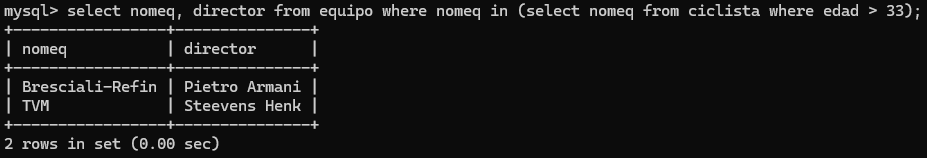 mysql> select nomeq, director from equipo where nomeq in (select nomeq from ciclista where edad > 33);
+-----------------+---------------+
| nomeq           | director      |
+-----------------+---------------+
| Bresciali-Refin | Pietro Armani |
| TVM             | Steevens Henk |
+-----------------+---------------+
2 rows in set (0.00 sec)